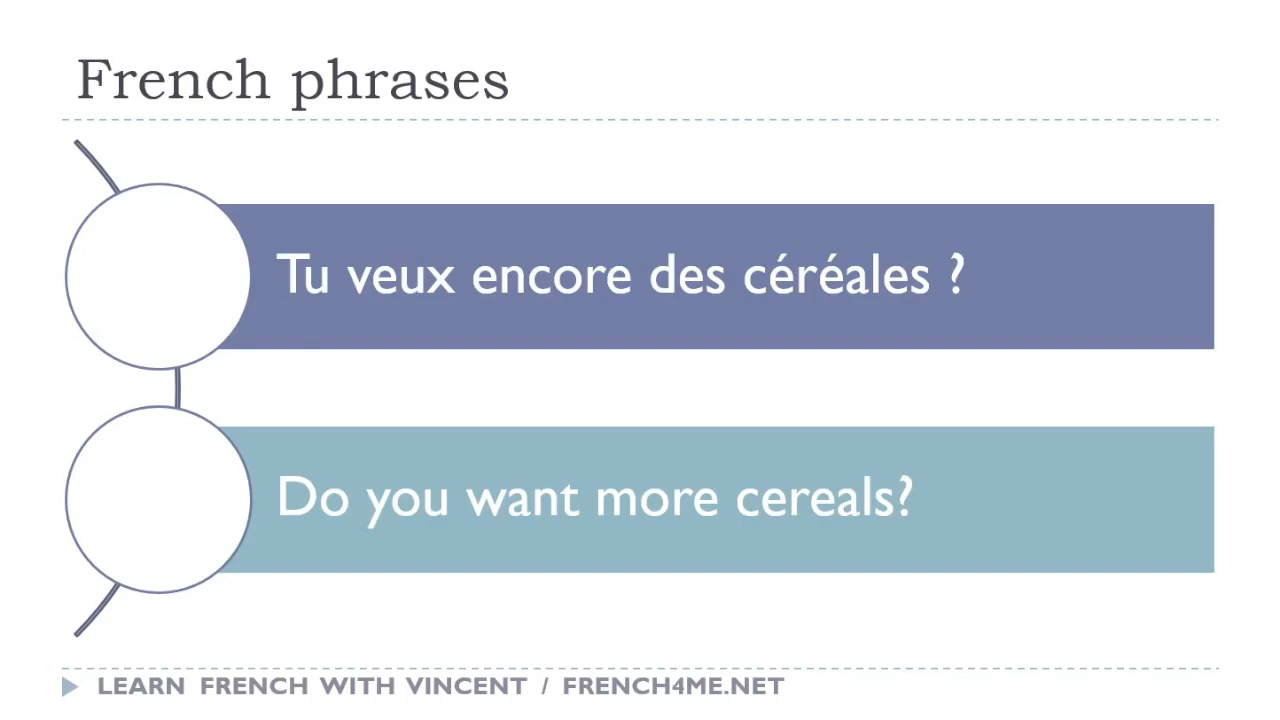 French phrases
Tu veux encore des céréales ?
Do you want more cereals?
LEARN FRENCH WITH VINCENT / FRENCH4ME.NET